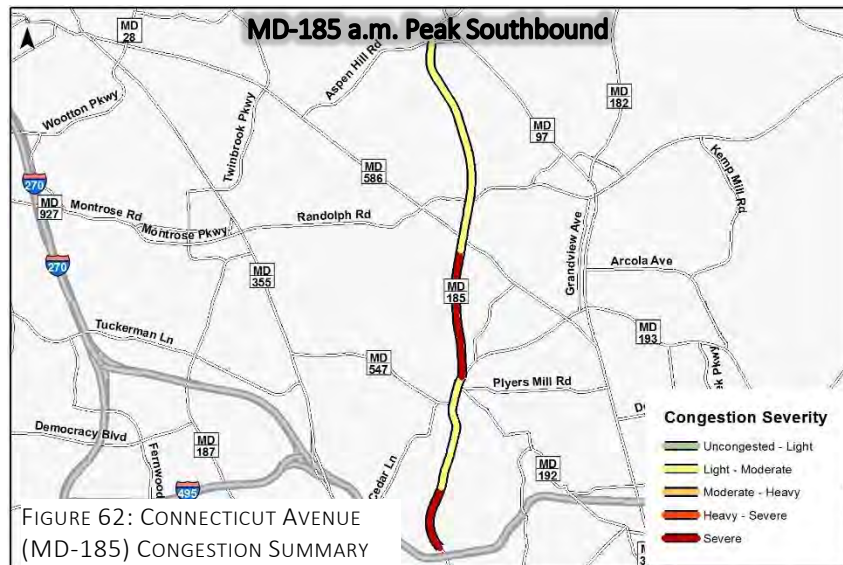 MD-185 a.m. Peak Southbound
MD
28
Aspen Hill Rd
MD
182
Wootton Pkwy
Twinbrook Pkwy
MD
97
Kemp Mill Rd
MD
586
270
MD
927
Montrose Rd
Montrose Pkwy
Randolph Rd
Grandview Ave
270
MD
355
MD
185
Arcola Ave
Tuckerman Ln
MD
547
MD
193
Plyers Mill Rd
Democracy Blvd
MD
187
Fernwood
Cedar Ln
MD
192
495
Pkwy
Congestion Severity
Uncongested - Light
Light - Moderate
Moderate - Heavy
Heavy - Severe
Severe
FIGURE 62: CONNECTICUT AVENUE
(MD-185) CONGESTION SUMMARY